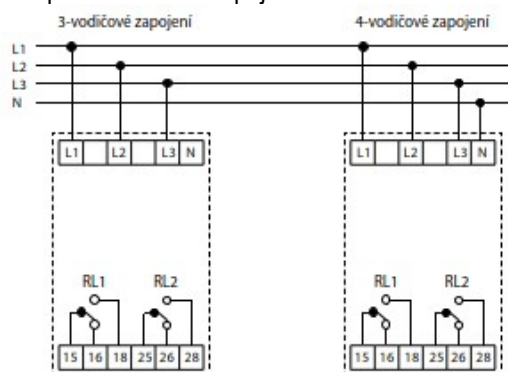 3-vodičové zapojení 4-vodičové zapojení
L1
L2
L3
N
L1 L2 L3 N L1 L2 L3 N
RL1 RL2 RL1 RL2
15 16 18 25 26 28 15 16 18 25 26 28